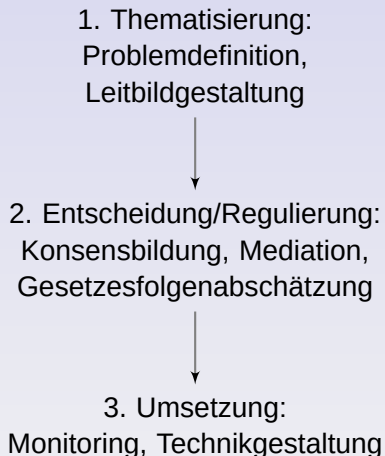 1. Thematisierung:
Problemdefinition,
Leitbildgestaltung
2. Entscheidung/Regulierung:
Konsensbildung, Mediation,
Gesetzesfolgenabschätzung
3. Umsetzung:
Monitoring, Technikgestaltung